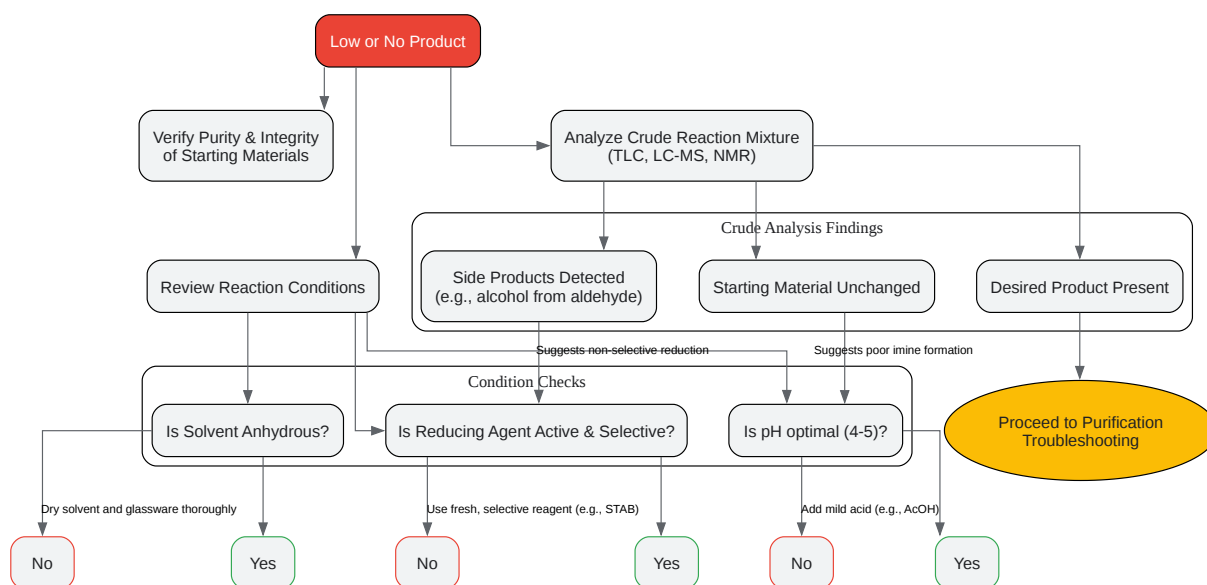 Low or No Product
Verify Purity & Integrity
of Starting Materials
Analyze Crude Reaction Mixture
(TLC, LC-MS, NMR)
Crude Analysis Findings
Review Reaction Conditions
Side Products Detected
(e.g., alcohol from aldehyde)
Starting Material Unchanged
Desired Product Present
Suggests non-selective reduction
Suggests poor imine formation
Condition Checks
Is Solvent Anhydrous?
Is Reducing Agent Active & Selective?
Is pH optimal (4-5)?
Proceed to Purification
Troubleshooting
Dry solvent and glassware thoroughly
Use fresh, selective reagent (e.g., STAB)
Add mild acid (e.g., AcOH)
No
Yes
No
Yes
No
Yes